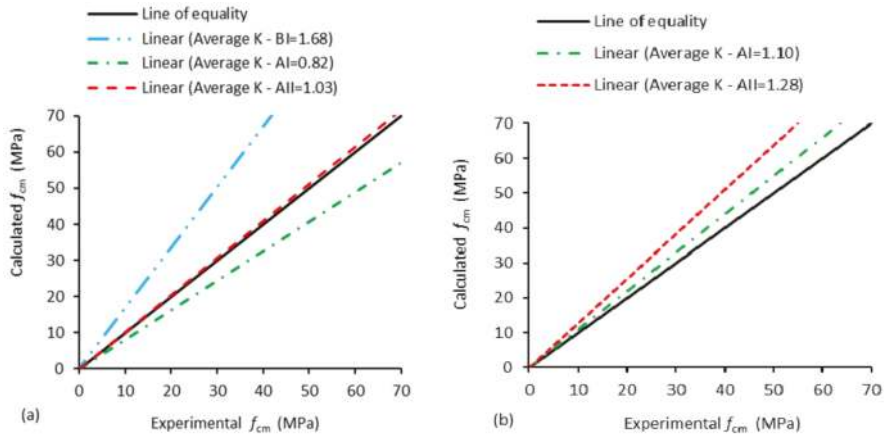 (a)
Line of equality
Linear (Average K - BI=1.68)
Linear (Average K - AI=0.82)
Linear (Average K - AII=1.03)
Calculated fcm (MPa)
70
60
50
40
30
20
10
0
0 10 20 30 40 50 60 70
Experimental fcm (MPa)
(a)
Line of equality
Linear (Average K - AI=1.10)
Linear (Average K - AII=1.28)
Calculated fcm (MPa)
70
60
50
40
30
20
10
0
0 10 20 30 40 50 60 70
Experimental fcm (MPa)
(b)